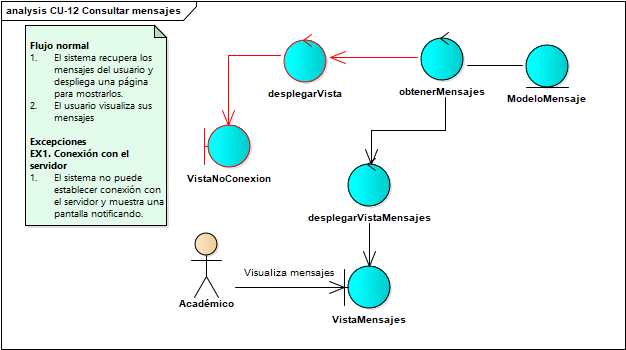 analysis CU-12 Consultar mensajes
Flujo normal
1. El sistema recupera los
mensajes del usuario y
despliega una página
para mostrarlos.
2. El usuario visualiza sus
mensajes
Excepciones
EX1. Conexión con el
servidor
1. El sistema no puede
establecer conexión con
el servidor y muestra una
pantalla notificando.
desplegarVista
obtenerMensajes
ModeloMensaje
VistaNoConexion
desplegarVistaMensajes
Visualiza mensajes
Académico
VistaMensajes